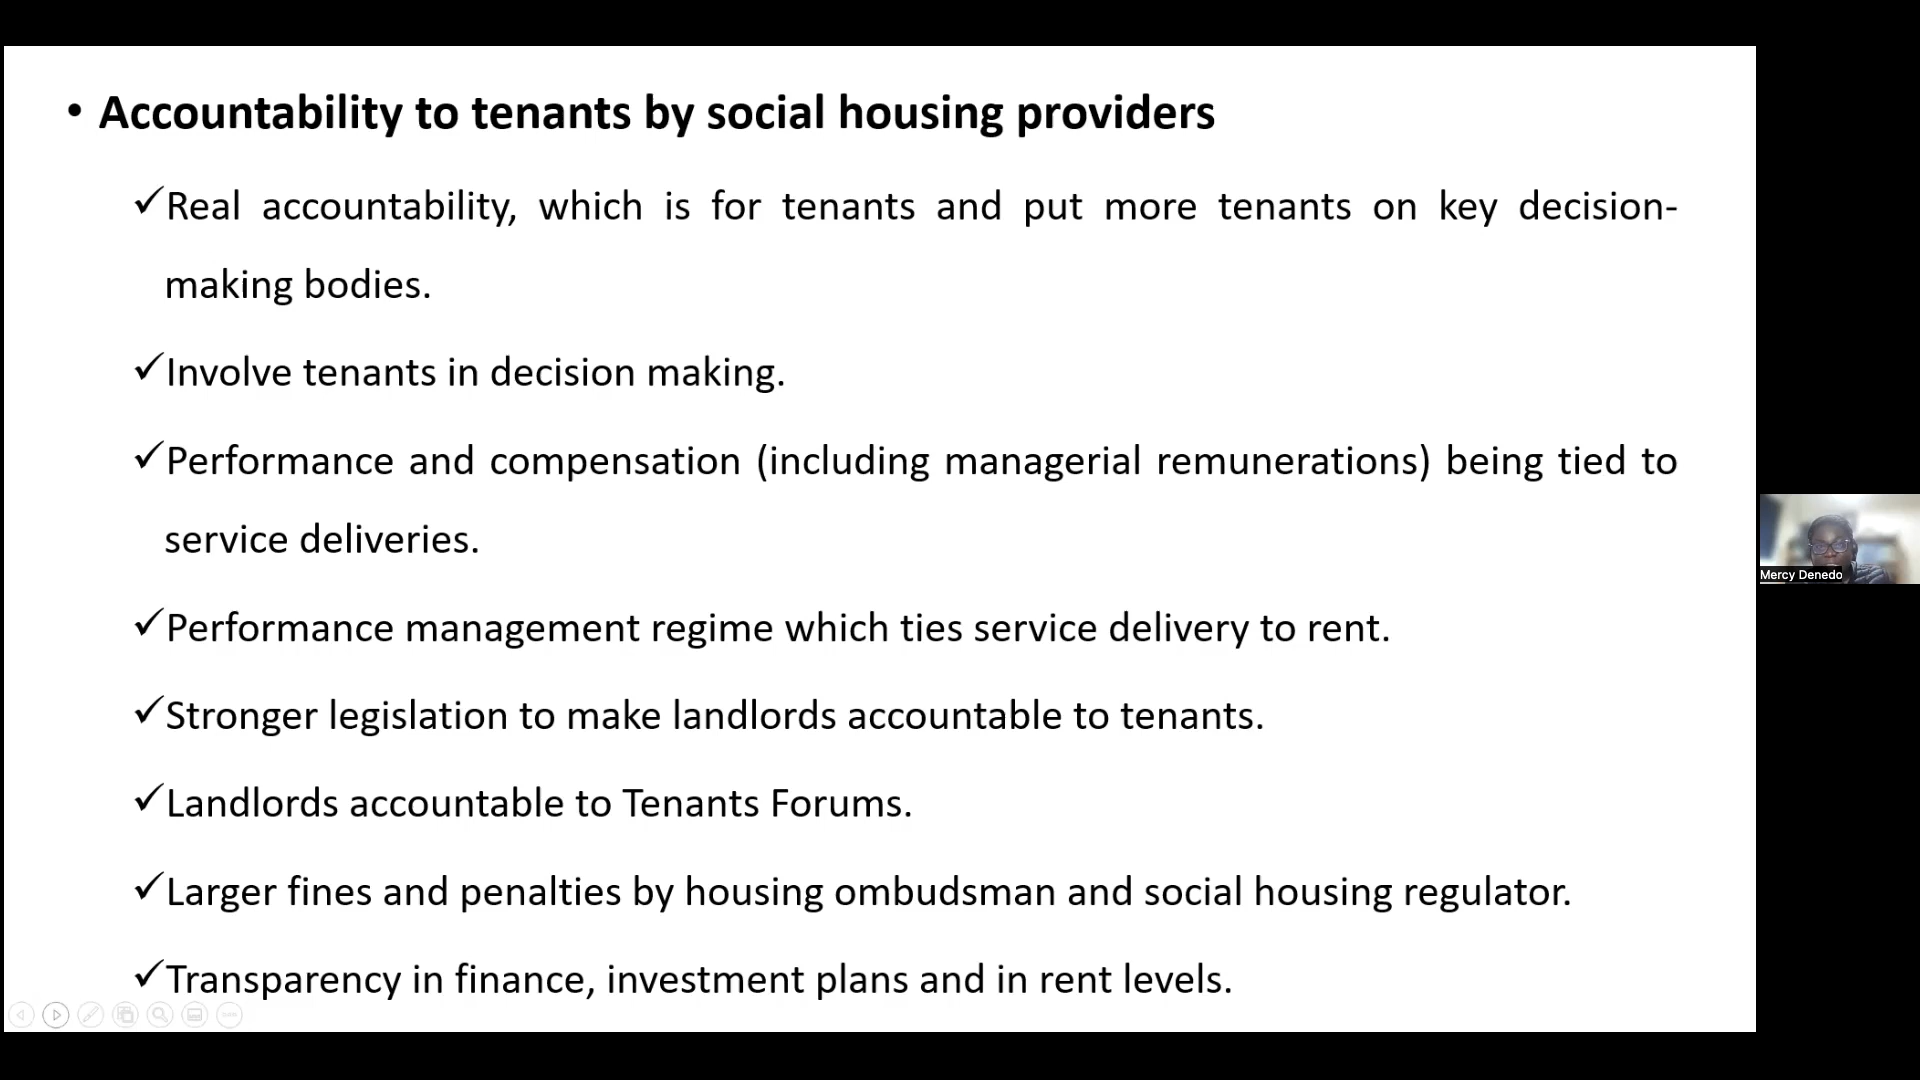 • Accountability to tenants by social housing providers
✓Real accountability, which is for tenants and put more tenants on key decision-
making bodies.
✓Involve tenants in decision making.
✓Performance and compensation (including managerial remunerations) being tied to
service deliveries.
✓Performance management regime which ties service delivery to rent.
✓Stronger legislation to make landlords accountable to tenants.
✓Landlords accountable to Tenants Forums.
✓Larger fines and penalties by housing ombudsman and social housing regulator.
✓Transparency in finance, investment plans and in rent levels.
Mercy Denedo